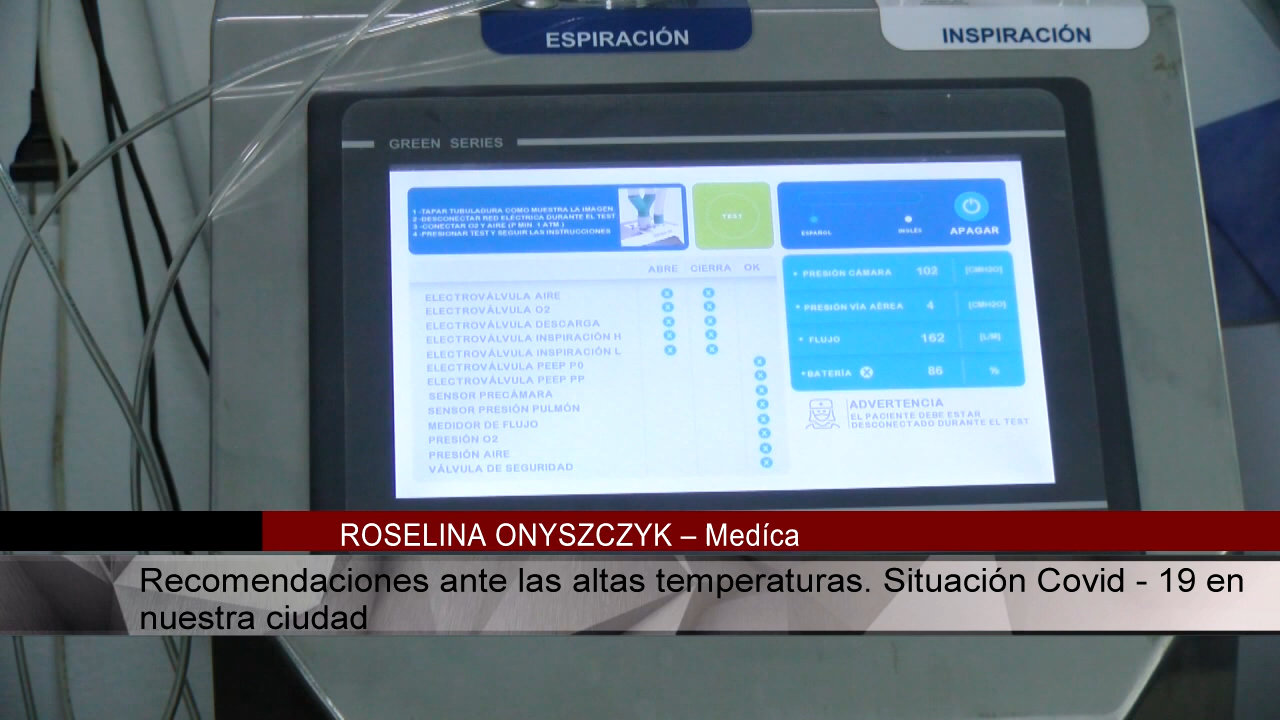 ESPIRACIÓN
INSPIRACIÓN
GREEN SERIES
1 -TAPAR TUBULADURA COMO MUESTRA LA IMAGEN
2 -DESCONECTAR RED ELÉCTRICA DURANTE EL TEST
3 -CONECTAR O2 Y AIRE (P MIN. 1 ATM.)
4 -PRESIONAR TEST Y SEGUIR LAS INSTRUCCIONES
TEST
ESPAÑOL
INGLÉS
APAGAR
ABRE CIERRA OK
ELECTROVÁLVULA AIRE
ELECTROVÁLVULA O2
ELECTROVÁLVULA DESCARGA
ELECTROVÁLVULA INSPIRACIÓN H
ELECTROVÁLVULA INSPIRACIÓN L
ELECTROVÁLVULA PEEP P0
ELECTROVÁLVULA PEEP PP
SENSOR PRECÁMARA
SENSOR PRESIÓN PULMÓN
MEDIDOR DE FLUJO
PRESIÓN O2
PRESIÓN AIRE
VÁLVULA DE SEGURIDAD
PRESIÓN CÁMARA 102 [CMH2O]
PRESIÓN VÍA AÉREA 4 [CMH2O]
FLUJO 162 [L/M]
BATERÍA 86 %
ADVERTENCIA
EL PACIENTE DEBE ESTAR
DESCONECTADO DURANTE EL TEST
ROSELINA ONYSZCZYK – Medíca
Recomendaciones ante las altas temperaturas. Situación Covid - 19 en
nuestra ciudad